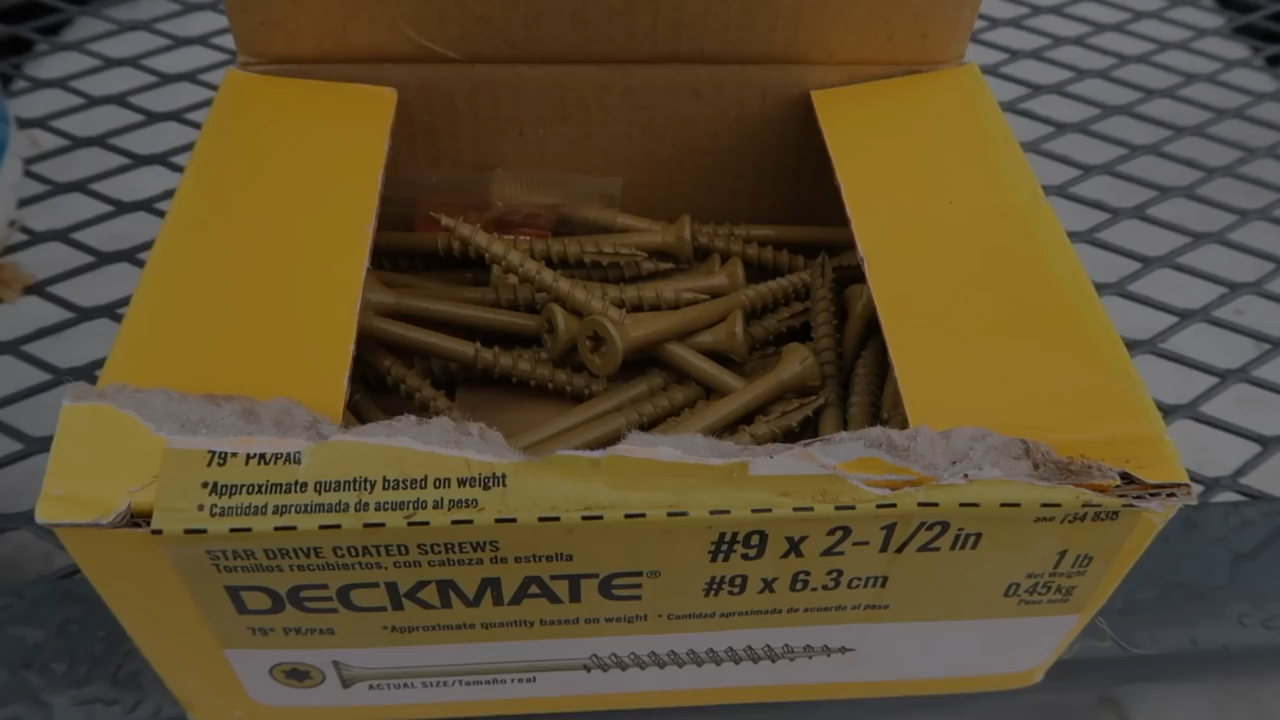 79* PK/PAQ
*Approximate quantity based on weight
* Cantidad aproximada de acuerdo al peso
SKU 734 838
STAR DRIVE COATED SCREWS
Tornillos recubiertos, con cabeza de estrella
DECKMATE®
#9 x 2-1/2in
#9 x 6.3cm
1 lb
Net Weight
0.45kg
Peso neto
79* PK/PAQ
*Approximate quantity based on weight * Cantidad aproximada de acuerdo al peso
ACTUAL SIZE/Tamaño real